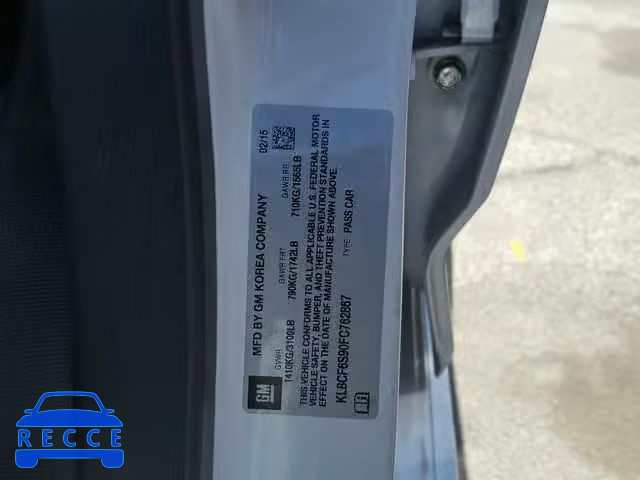 GM
MFD BY GM KOREA COMPANY 02/15
GVWR GAWR FRT GAWR RR
1410KG/3109LB 790KG/1742LB 710KG/1565LB
THIS VEHICLE CONFORMS TO ALL APPLICABLE U.S. FEDERAL MOTOR
VEHICLE SAFETY, BUMPER, AND THEFT PREVENTION STANDARDS IN
EFFECT ON THE DATE OF MANUFACTURE SHOWN ABOVE.
KL8CF6S90FC762867 TYPE: PASS CAR
RECCE